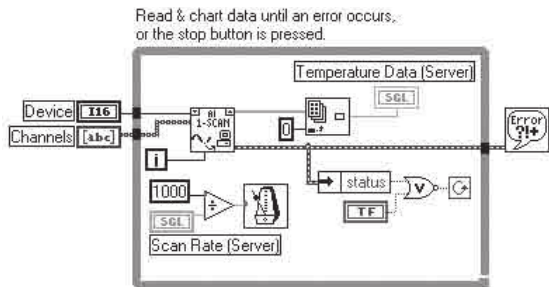 Read & chart data until an error occurs,
or the stop button is pressed.
Temperature Data (Server)
SGL
Device I16
Channels [abc]
AI
1-SCAN
0
i
Error
?!+
1000
÷
status
V
TF
SGL
Scan Rate (Server)